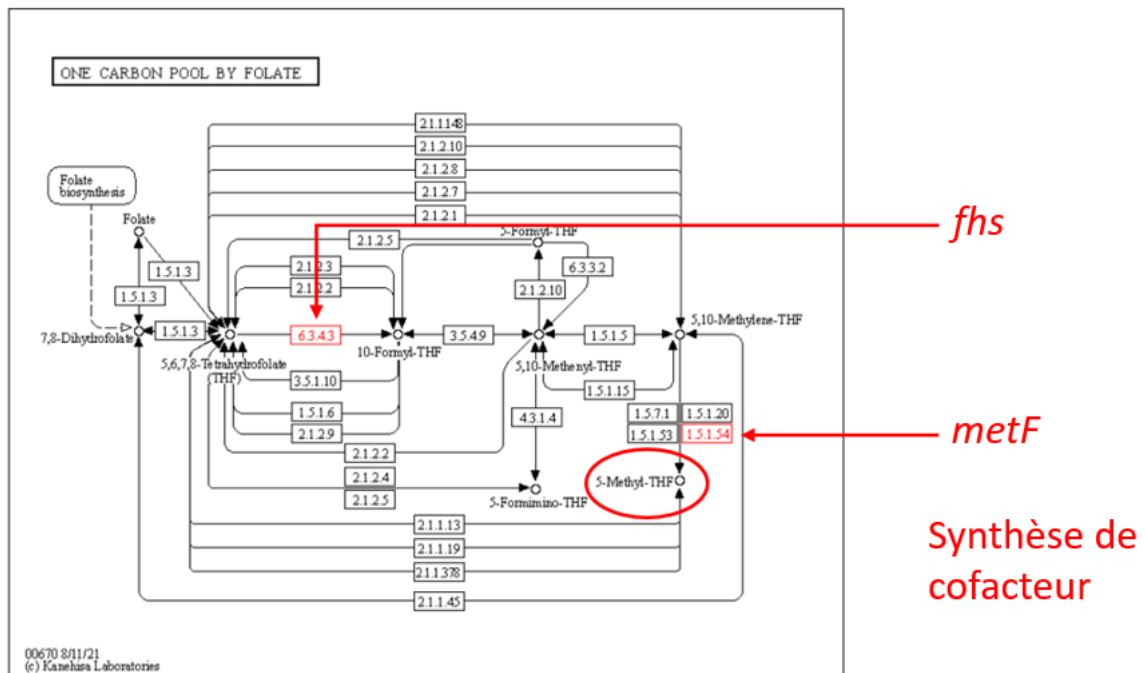 ONE CARBON POOL BY FOLATE
2.1.1.148
2.1.2.10
2.1.2.8
2.1.2.7
2.1.2.1
Folate
biosynthesis
Folate
fhs
5-Formyl-THF
2.1.2.5
1.5.1.3
2.1.2.3
6.3.3.2
1.5.1.3
2.1.2.2
2.1.2.10
1.5.1.3
6.3.4.3
3.5.4.9
1.5.1.5
5,10-Methylene-THF
7,8-Dihydrofolate
5,6,7,8-Tetrahydrofolate
(THF)
10-Formyl-THF
5,10-Methenyl-THF
3.5.1.10
1.5.1.15
1.5.1.6
4.3.1.4
1.5.7.1
1.5.1.20
2.1.2.9
1.5.1.53
1.5.1.54
metF
2.1.2.2
2.1.2.4
5-Methyl-THF
2.1.2.5
5-Formimino-THF
2.1.1.13
2.1.1.19
2.1.1.378
2.1.1.45
Synthèse de
cofacteur
00670 8/11/21
(c) Kanehisa Laboratories